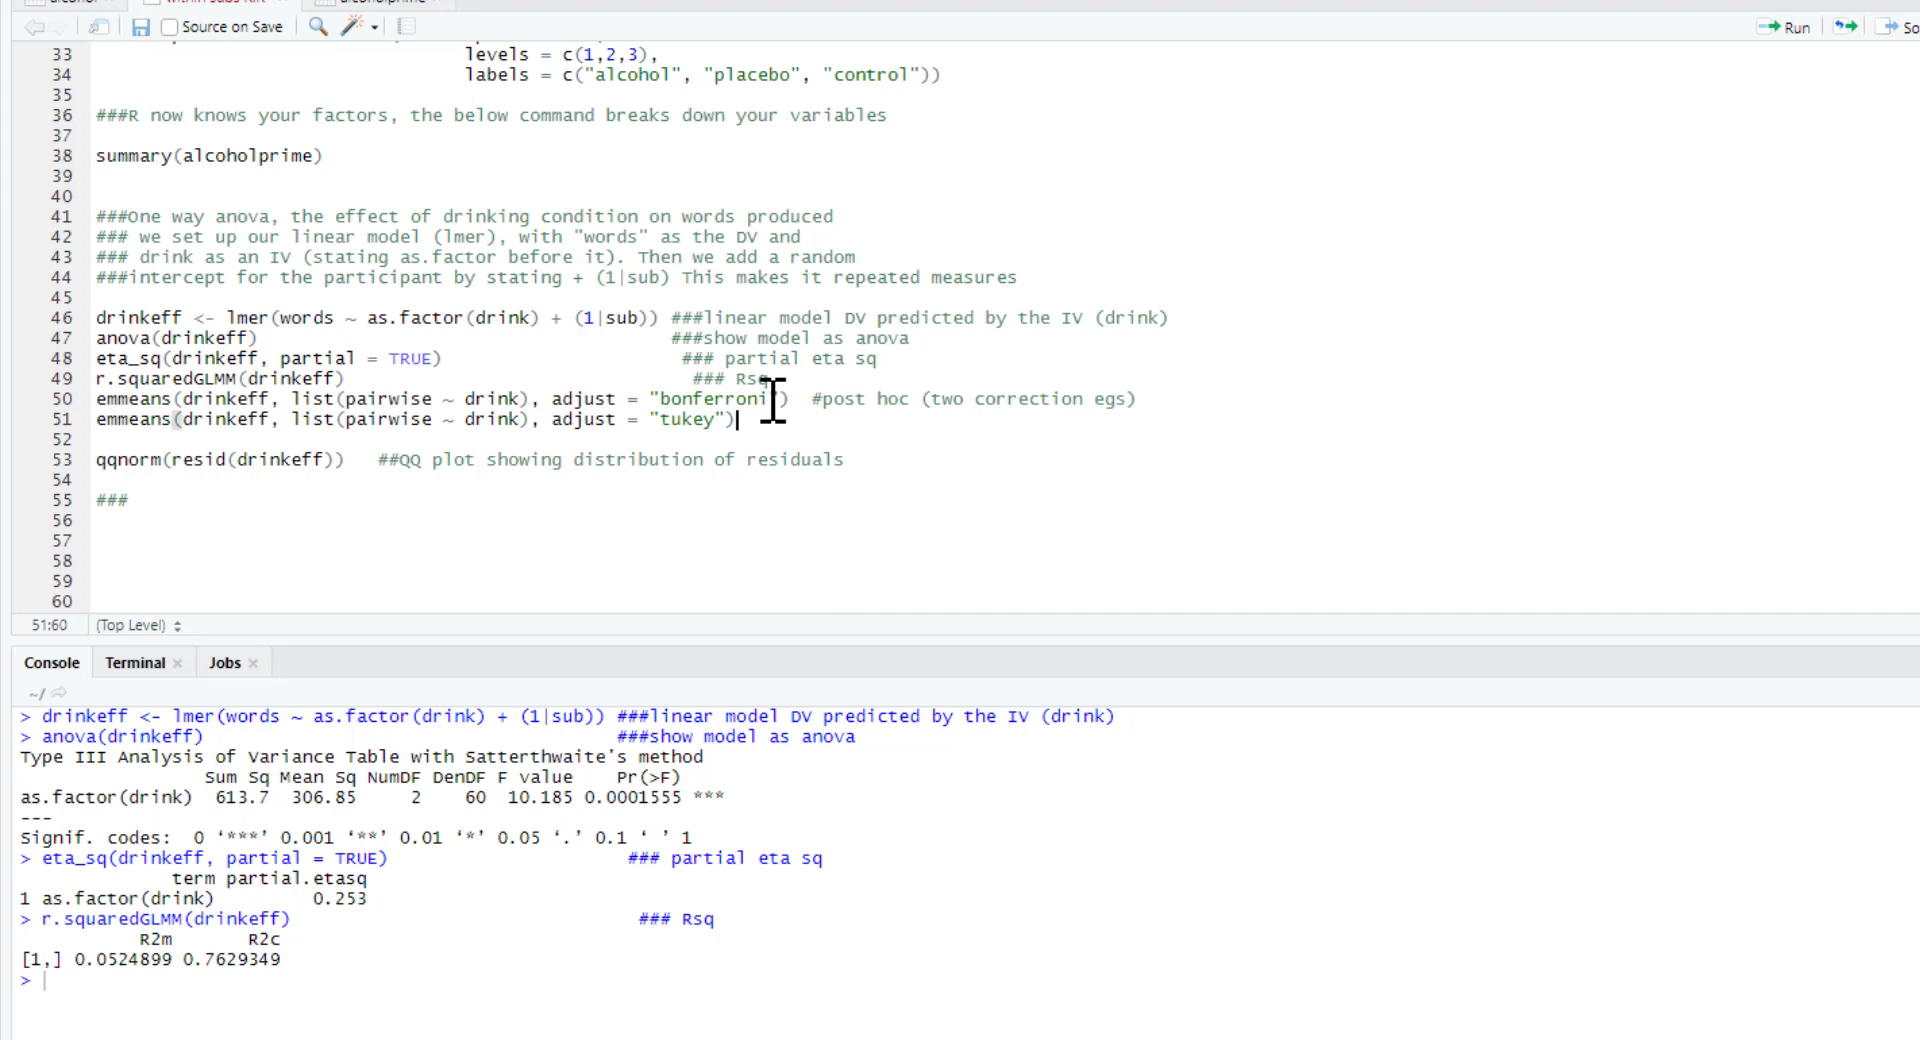 Source on Save
Run
So
33 levels = c(1,2,3),
34 labels = c("alcohol", "placebo", "control"))
35
36 ###R now knows your factors, the below command breaks down your variables
37
38 summary(alcoholprime)
39
40
41 ###One way anova, the effect of drinking condition on words produced
42 ### we set up our linear model (lmer), with "words" as the DV and
43 ### drink as an IV (stating as.factor before it). Then we add a random
44 ###intercept for the participant by stating + (1|sub) This makes it repeated measures
45
46 drinkeff <- lmer(words ~ as.factor(drink) + (1|sub)) ###linear model DV predicted by the IV (drink)
47 anova(drinkeff) ###show model as anova
48 eta_sq(drinkeff, partial = TRUE) ### partial eta sq
49 r.squaredGLMM(drinkeff) ### Rsq
50 emmeans(drinkeff, list(pairwise ~ drink), adjust = "bonferroni") #post hoc (two correction egs)
51 emmeans(drinkeff, list(pairwise ~ drink), adjust = "tukey")
52
53 qqnorm(resid(drinkeff)) ##QQ plot showing distribution of residuals
54
55 ###
56
57
58
59
60
51:60 (Top Level)
Console Terminal Jobs
~/
> drinkeff <- lmer(words ~ as.factor(drink) + (1|sub)) ###linear model DV predicted by the IV (drink)
> anova(drinkeff) ###show model as anova
Type III Analysis of Variance Table with Satterthwaite's method
Sum Sq Mean Sq NumDF DenDF F value Pr(>F)
as.factor(drink) 613.7 306.85 2 60 10.185 0.0001555 ***
---
Signif. codes: 0 ‘***’ 0.001 ‘**’ 0.01 ‘*’ 0.05 ‘.’ 0.1 ‘ ’ 1
> eta_sq(drinkeff, partial = TRUE) ### partial eta sq
term partial.etasq
1 as.factor(drink) 0.253
> r.squaredGLMM(drinkeff) ### Rsq
R2m R2c
[1,] 0.0524899 0.7629349
>